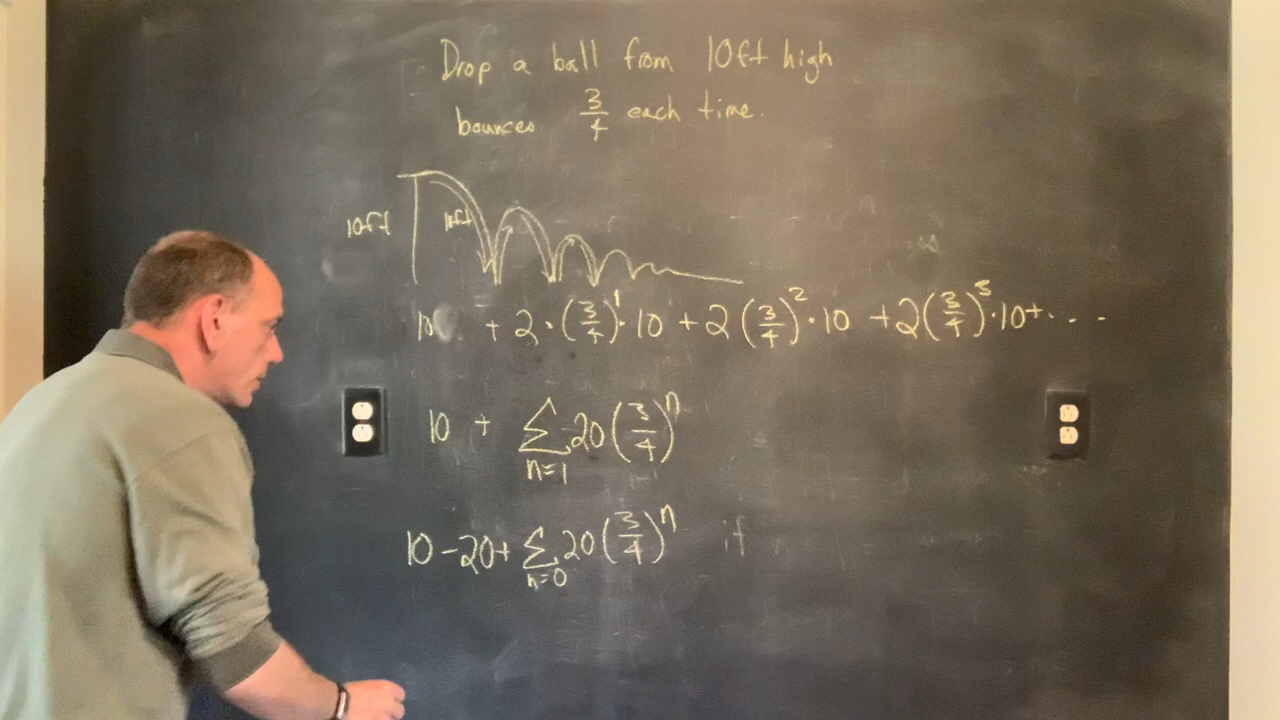 Drop a ball from 10ft high
bounces 3/4 each time.
10ft 10ft
10 + 2·(3/4)^1·10 + 2(3/4)^2·10 + 2(3/4)^3·10 + ...
10 + Σ n=1 20(3/4)^n
10 - 20 + Σ n=0 20(3/4)^n if